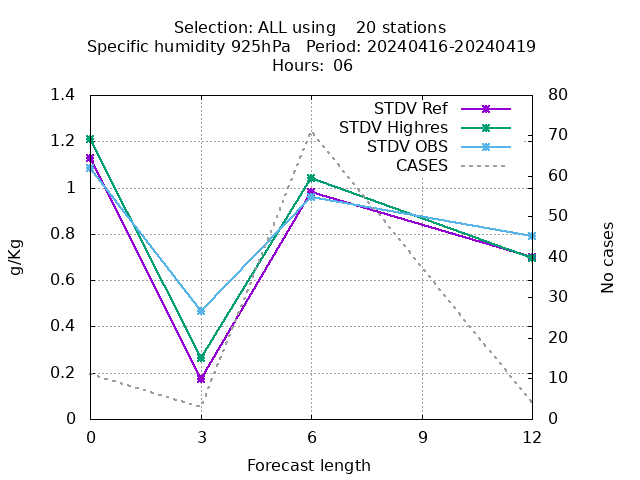 Selection: ALL using    20 stations
Specific humidity 925hPa   Period: 20240416-20240419
Hours: 06
STDV Ref
STDV Highres
STDV OBS
CASES
1.4
1.2
1
0.8
0.6
0.4
0.2
0
80
70
60
50
40
30
20
10
0
g/Kg
No cases
0 3 6 9 12
Forecast length